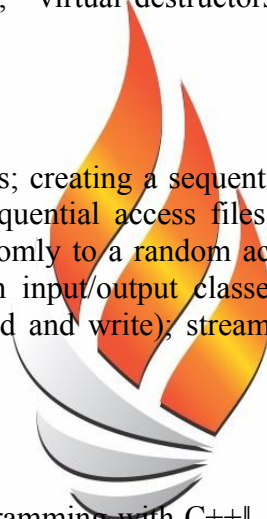 virtual destructors
s; creating a sequent
quential access files
omly to a random ac
n input/output classe
d and write); stream
ramming with C++‖